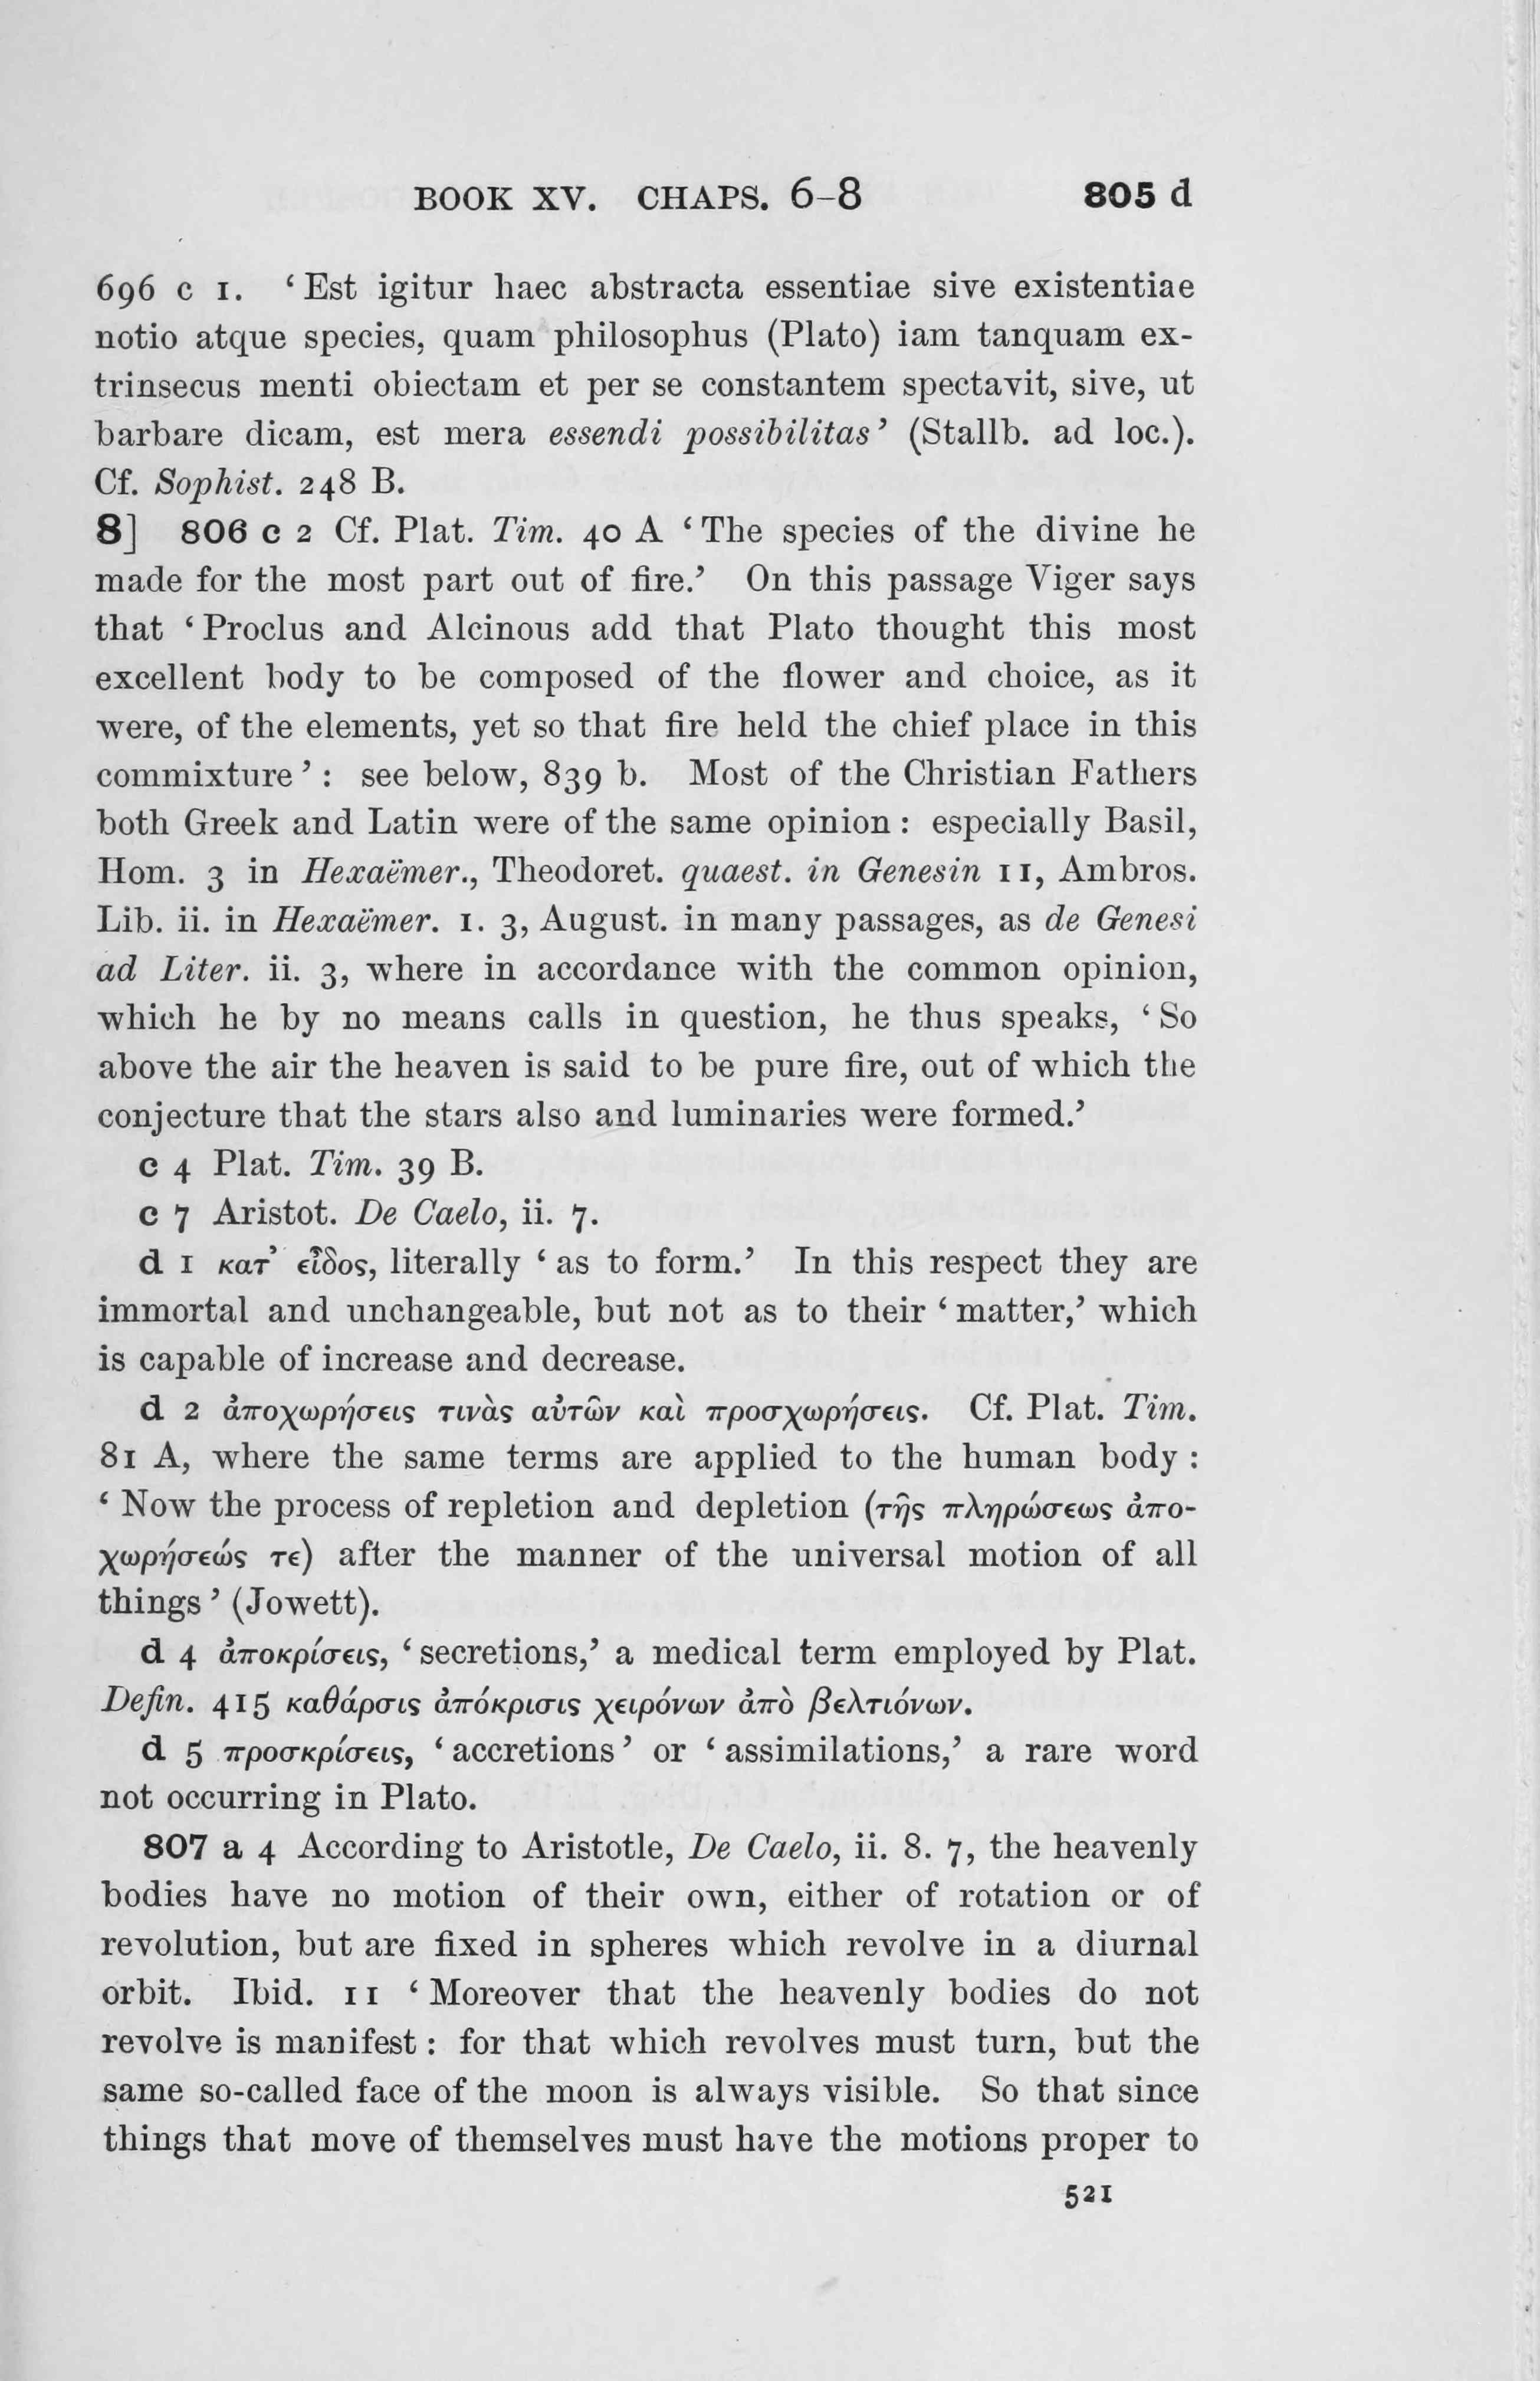 BOOK XV. CHAPS. 6–8 805 d
696 c 1. ‘Est igitur haec abstracta essentiae sive existentiae
notio atque species, quam philosophus (Plato) iam tanquam ex-
trinsecus menti obiectam et per se constantem spectavit, sive, ut
barbare dicam, est mera essendi possibilitas’ (Stallb. ad loc.).
Cf. Sophist. 248 B.
8] 806 c 2 Cf. Plat. Tim. 40 A ‘The species of the divine he
made for the most part out of fire.’ On this passage Viger says
that ‘Proclus and Alcinous add that Plato thought this most
excellent body to be composed of the flower and choice, as it
were, of the elements, yet so that fire held the chief place in this
commixture’: see below, 839 b. Most of the Christian Fathers
both Greek and Latin were of the same opinion: especially Basil,
Hom. 3 in Hexaëmer., Theodoret. quaest. in Genesin 11, Ambros.
Lib. ii. in Hexaëmer. 1. 3, August. in many passages, as de Genesi
ad Liter. ii. 3, where in accordance with the common opinion,
which he by no means calls in question, he thus speaks, ‘So
above the air the heaven is said to be pure fire, out of which the
conjecture that the stars also and luminaries were formed.’
c 4 Plat. Tim. 39 B.
c 7 Aristot. De Caelo, ii. 7.
d 1 κατ’ εἶδος, literally ‘as to form.’ In this respect they are
immortal and unchangeable, but not as to their ‘matter,’ which
is capable of increase and decrease.
d 2 ἀποχωρήσεις τινὰς αὐτῶν καὶ προσχωρήσεις. Cf. Plat. Tim.
81 A, where the same terms are applied to the human body:
‘Now the process of repletion and depletion (τῆς πληρώσεως ἀπο-
χωρήσεώς τε) after the manner of the universal motion of all
things’ (Jowett).
d 4 ἀποκρίσεις, ‘secretions,’ a medical term employed by Plat.
Defin. 415 καθάρσις ἀπόκρισις χειρόνων ἀπὸ βελτιόνων.
d 5 προσκρίσεις, ‘accretions’ or ‘assimilations,’ a rare word
not occurring in Plato.
807 a 4 According to Aristotle, De Caelo, ii. 8. 7, the heavenly
bodies have no motion of their own, either of rotation or of
revolution, but are fixed in spheres which revolve in a diurnal
orbit. Ibid. 11 ‘Moreover that the heavenly bodies do not
revolve is manifest: for that which revolves must turn, but the
same so-called face of the moon is always visible. So that since
things that move of themselves must have the motions proper to
521